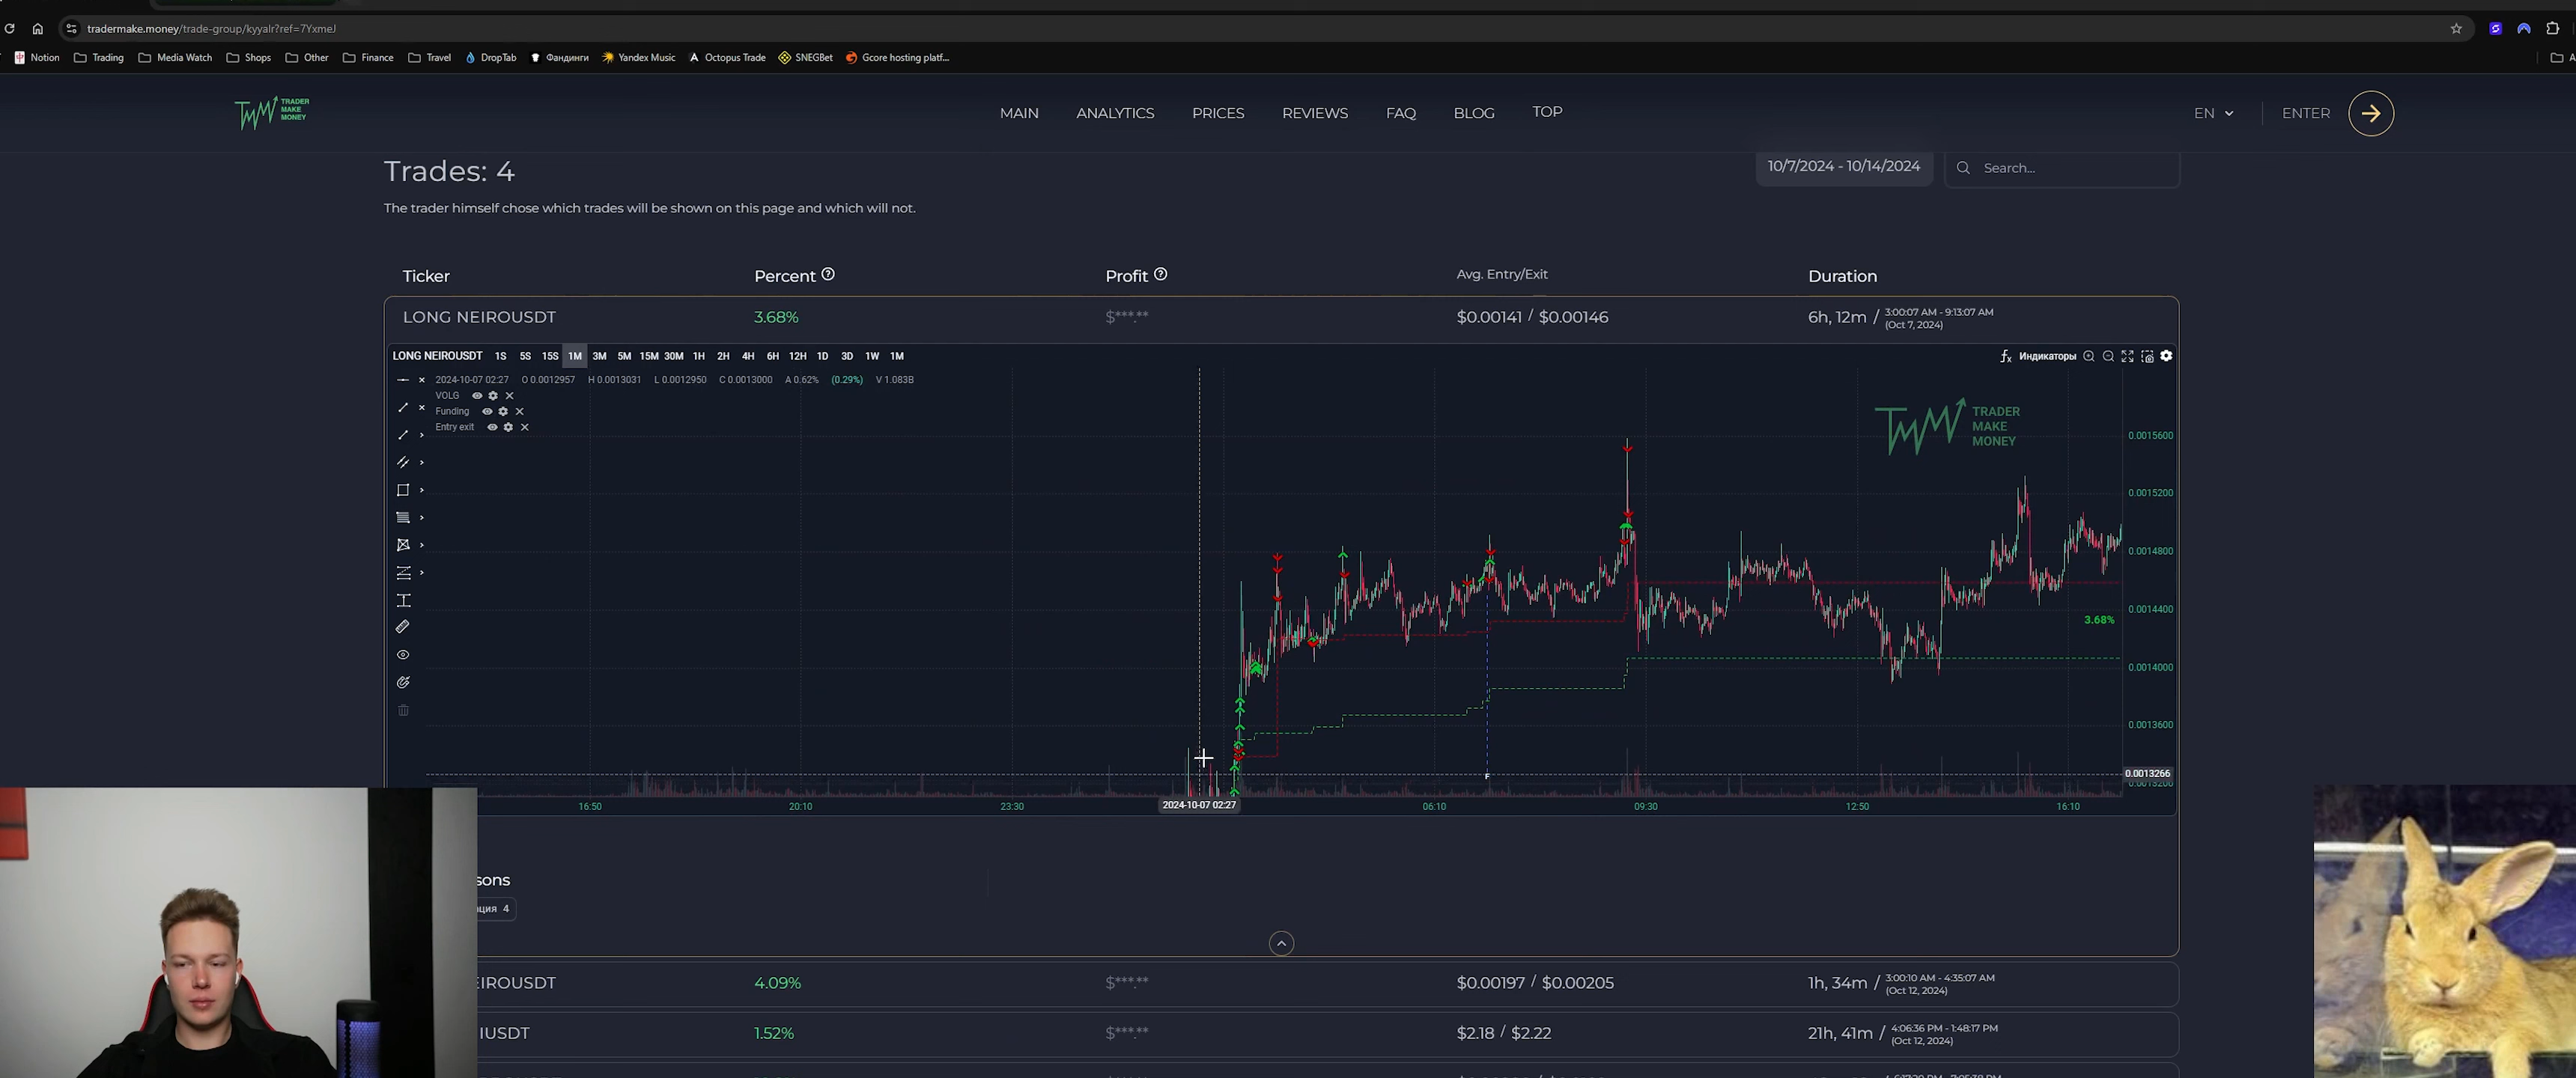 tradermake.money/trade-group/kyyalr?ref=7YxmeJ
Notion Trading Media Watch Shops Other Finance Travel DropTab Фандинги Yandex Music Octopus Trade SNEGBet Gcore hosting platf...
TRADER
MAKE
MONEY
MAIN ANALYTICS PRICES REVIEWS FAQ BLOG TOP
EN ENTER
Trades: 4
10/7/2024 - 10/14/2024 Search...
The trader himself chose which trades will be shown on this page and which will not.
Ticker Percent Profit Avg. Entry/Exit Duration
LONG NEIROUSDT 3.68% $***.** $0.00141 / $0.00146 6h, 12m / 3:00:07 AM - 9:13:07 AM
(Oct 7, 2024)
LONG NEIROUSDT 1S 5S 15S 1M 3M 5M 15M 30M 1H 2H 4H 6H 12H 1D 3D 1W 1M fx Индикаторы
2024-10-07 02:27 O 0.0012957 H 0.0013031 L 0.0012950 C 0.0013000 A 0.62% (0.29%) V 1.083B
VOLG
Funding
Entry exit
TRADER
MAKE
MONEY
0.0015600
0.0015200
0.0014800
0.0014400
3.68%
0.0014000
0.0013600
0.0013266
0.0013200
F
16:50 20:10 23:30 2024-10-07 02:27 06:10 09:30 12:50 16:10
sons
ция 4
EIROUSDT 4.09% $***.** $0.00197 / $0.00205 1h, 34m / 3:00:10 AM - 4:35:07 AM
(Oct 12, 2024)
IUSDT 1.52% $***.** $2.18 / $2.22 21h, 41m / 4:06:36 PM - 1:48:17 PM
(Oct 12, 2024)